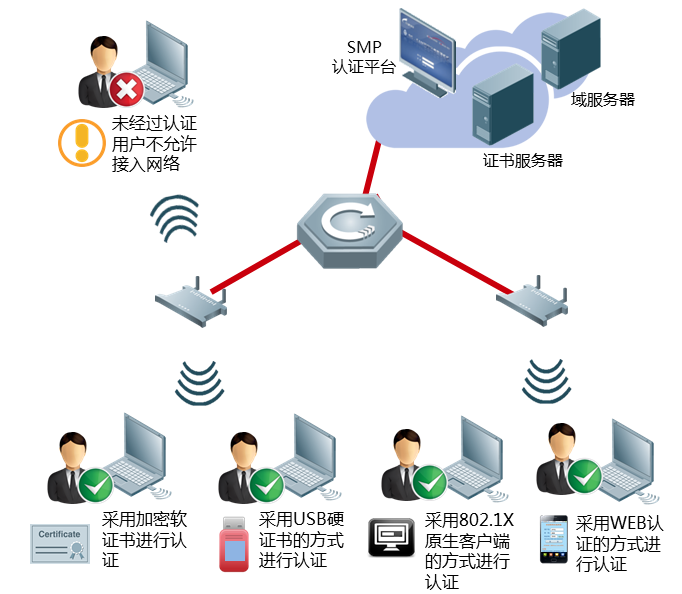 SMP
认证平台
域服务器
证书服务器
未经过认证
用户不允许
接入网络
采用加密软
证书进行认
证
Certificate
采用USB硬
证书的方式
进行认证
采用802.1X
原生客户端
的方式进行
认证
采用WEB认
证的方式进
行认证